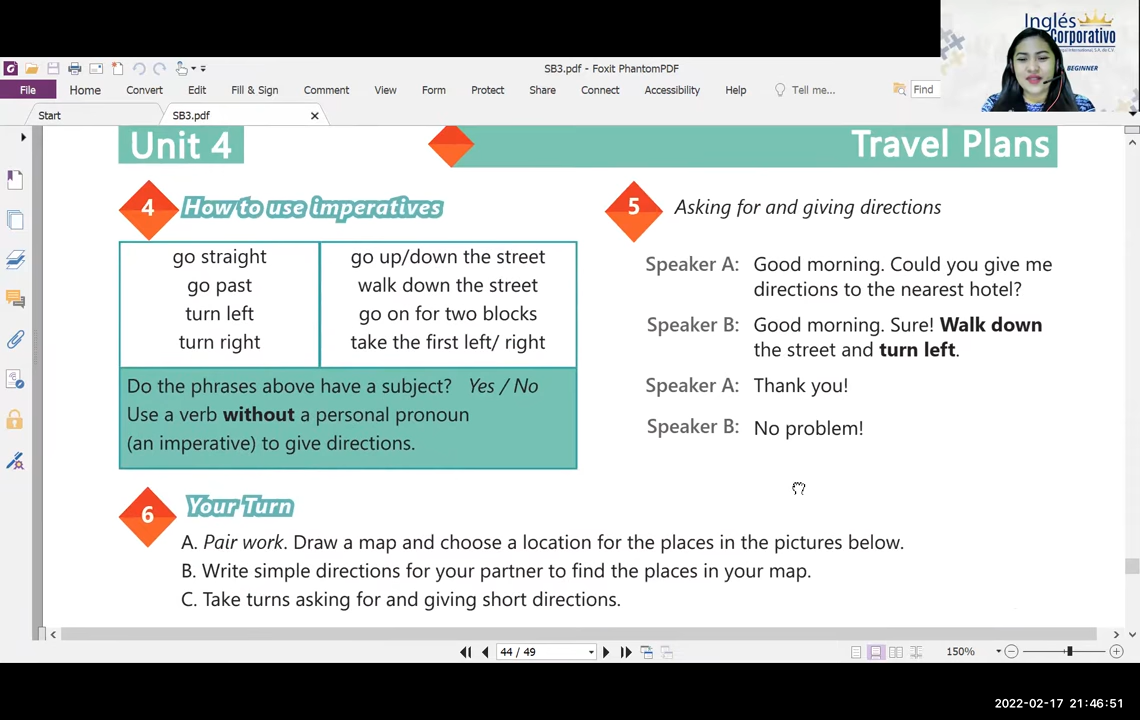 Inglés
Corporativo
BEGINNER
SB3.pdf - Foxit PhantomPDF
File Home Convert Edit Fill & Sign Comment View Form Protect Share Connect Accessibility Help Tell me... Find
Start SB3.pdf
Unit 4 Travel Plans
4 How to use imperatives
go straight
go past
turn left
turn right
go up/down the street
walk down the street
go on for two blocks
take the first left/ right
Do the phrases above have a subject? Yes / No
Use a verb without a personal pronoun
(an imperative) to give directions.
5 Asking for and giving directions
Speaker A: Good morning. Could you give me
directions to the nearest hotel?
Speaker B: Good morning. Sure! Walk down
the street and turn left.
Speaker A: Thank you!
Speaker B: No problem!
6 Your Turn
A. Pair work. Draw a map and choose a location for the places in the pictures below.
B. Write simple directions for your partner to find the places in your map.
C. Take turns asking for and giving short directions.
44 / 49 150%
2022-02-17 21:46:51